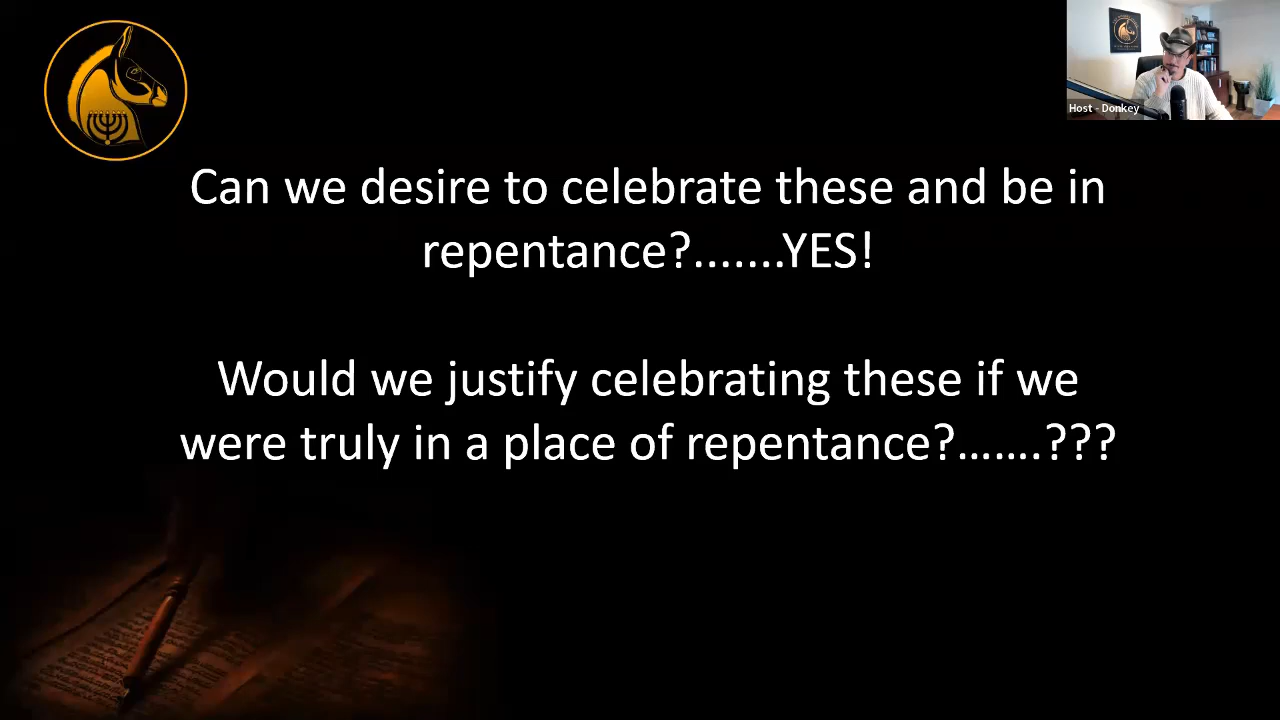 Host - Donkey
Can we desire to celebrate these and be in
repentance?.......YES!
Would we justify celebrating these if we
were truly in a place of repentance?.......???